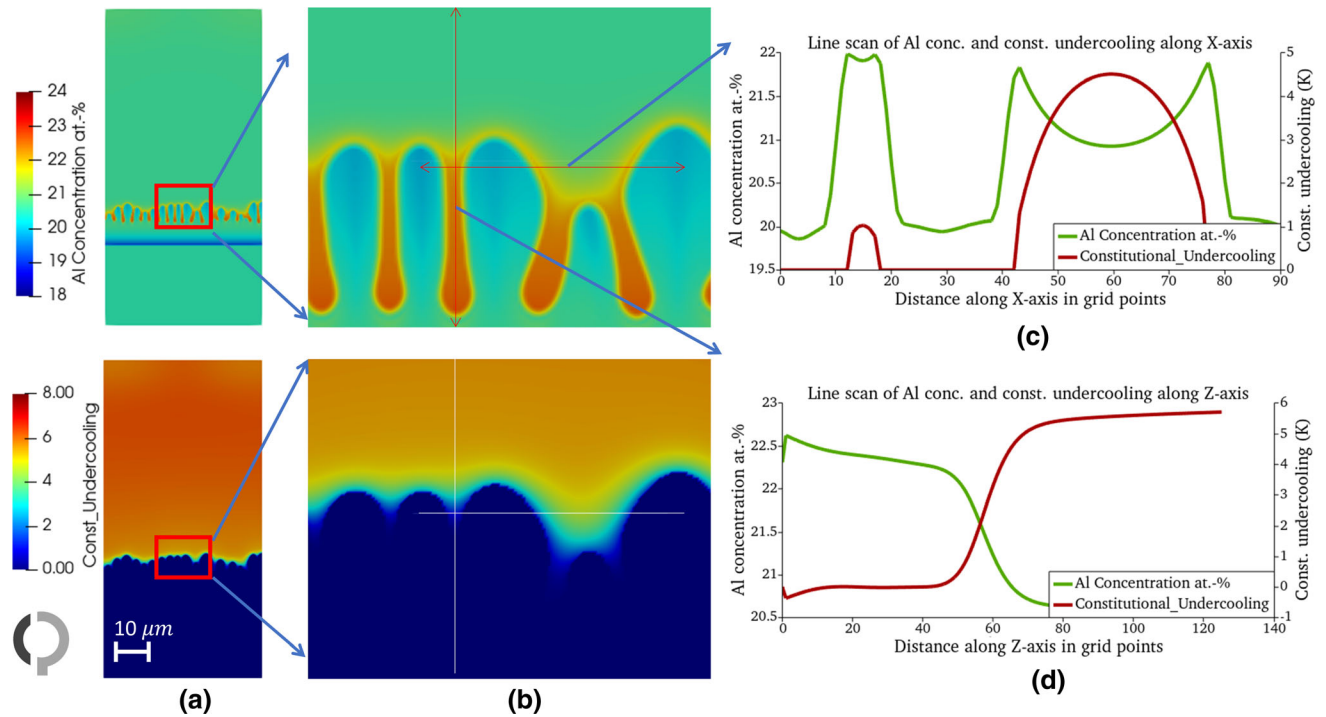 24
23
22
21
20
19
18
Al Concentration at.-%
8.00
6
4
2
0.00
Const_Undercooling
10 μm
(a)
(b)
Line scan of Al conc. and const. undercooling along X-axis
22
21.5
21
20.5
20
19.5
Al concentration at.-%
5
4
3
2
1
0
Const. undercooling (K)
Al Concentration at.-%
Constitutional_Undercooling
0 10 20 30 40 50 60 70 80 90
Distance along X-axis in grid points
(c)
Line scan of Al conc. and const. undercooling along Z-axis
23
22.5
22
21.5
21
20.5
Al concentration at.-%
6
5
4
3
2
1
0
-1
Const. undercooling (K)
Al Concentration at.-%
Constitutional_Undercooling
0 20 40 60 80 100 120 140
Distance along Z-axis in grid points
(d)